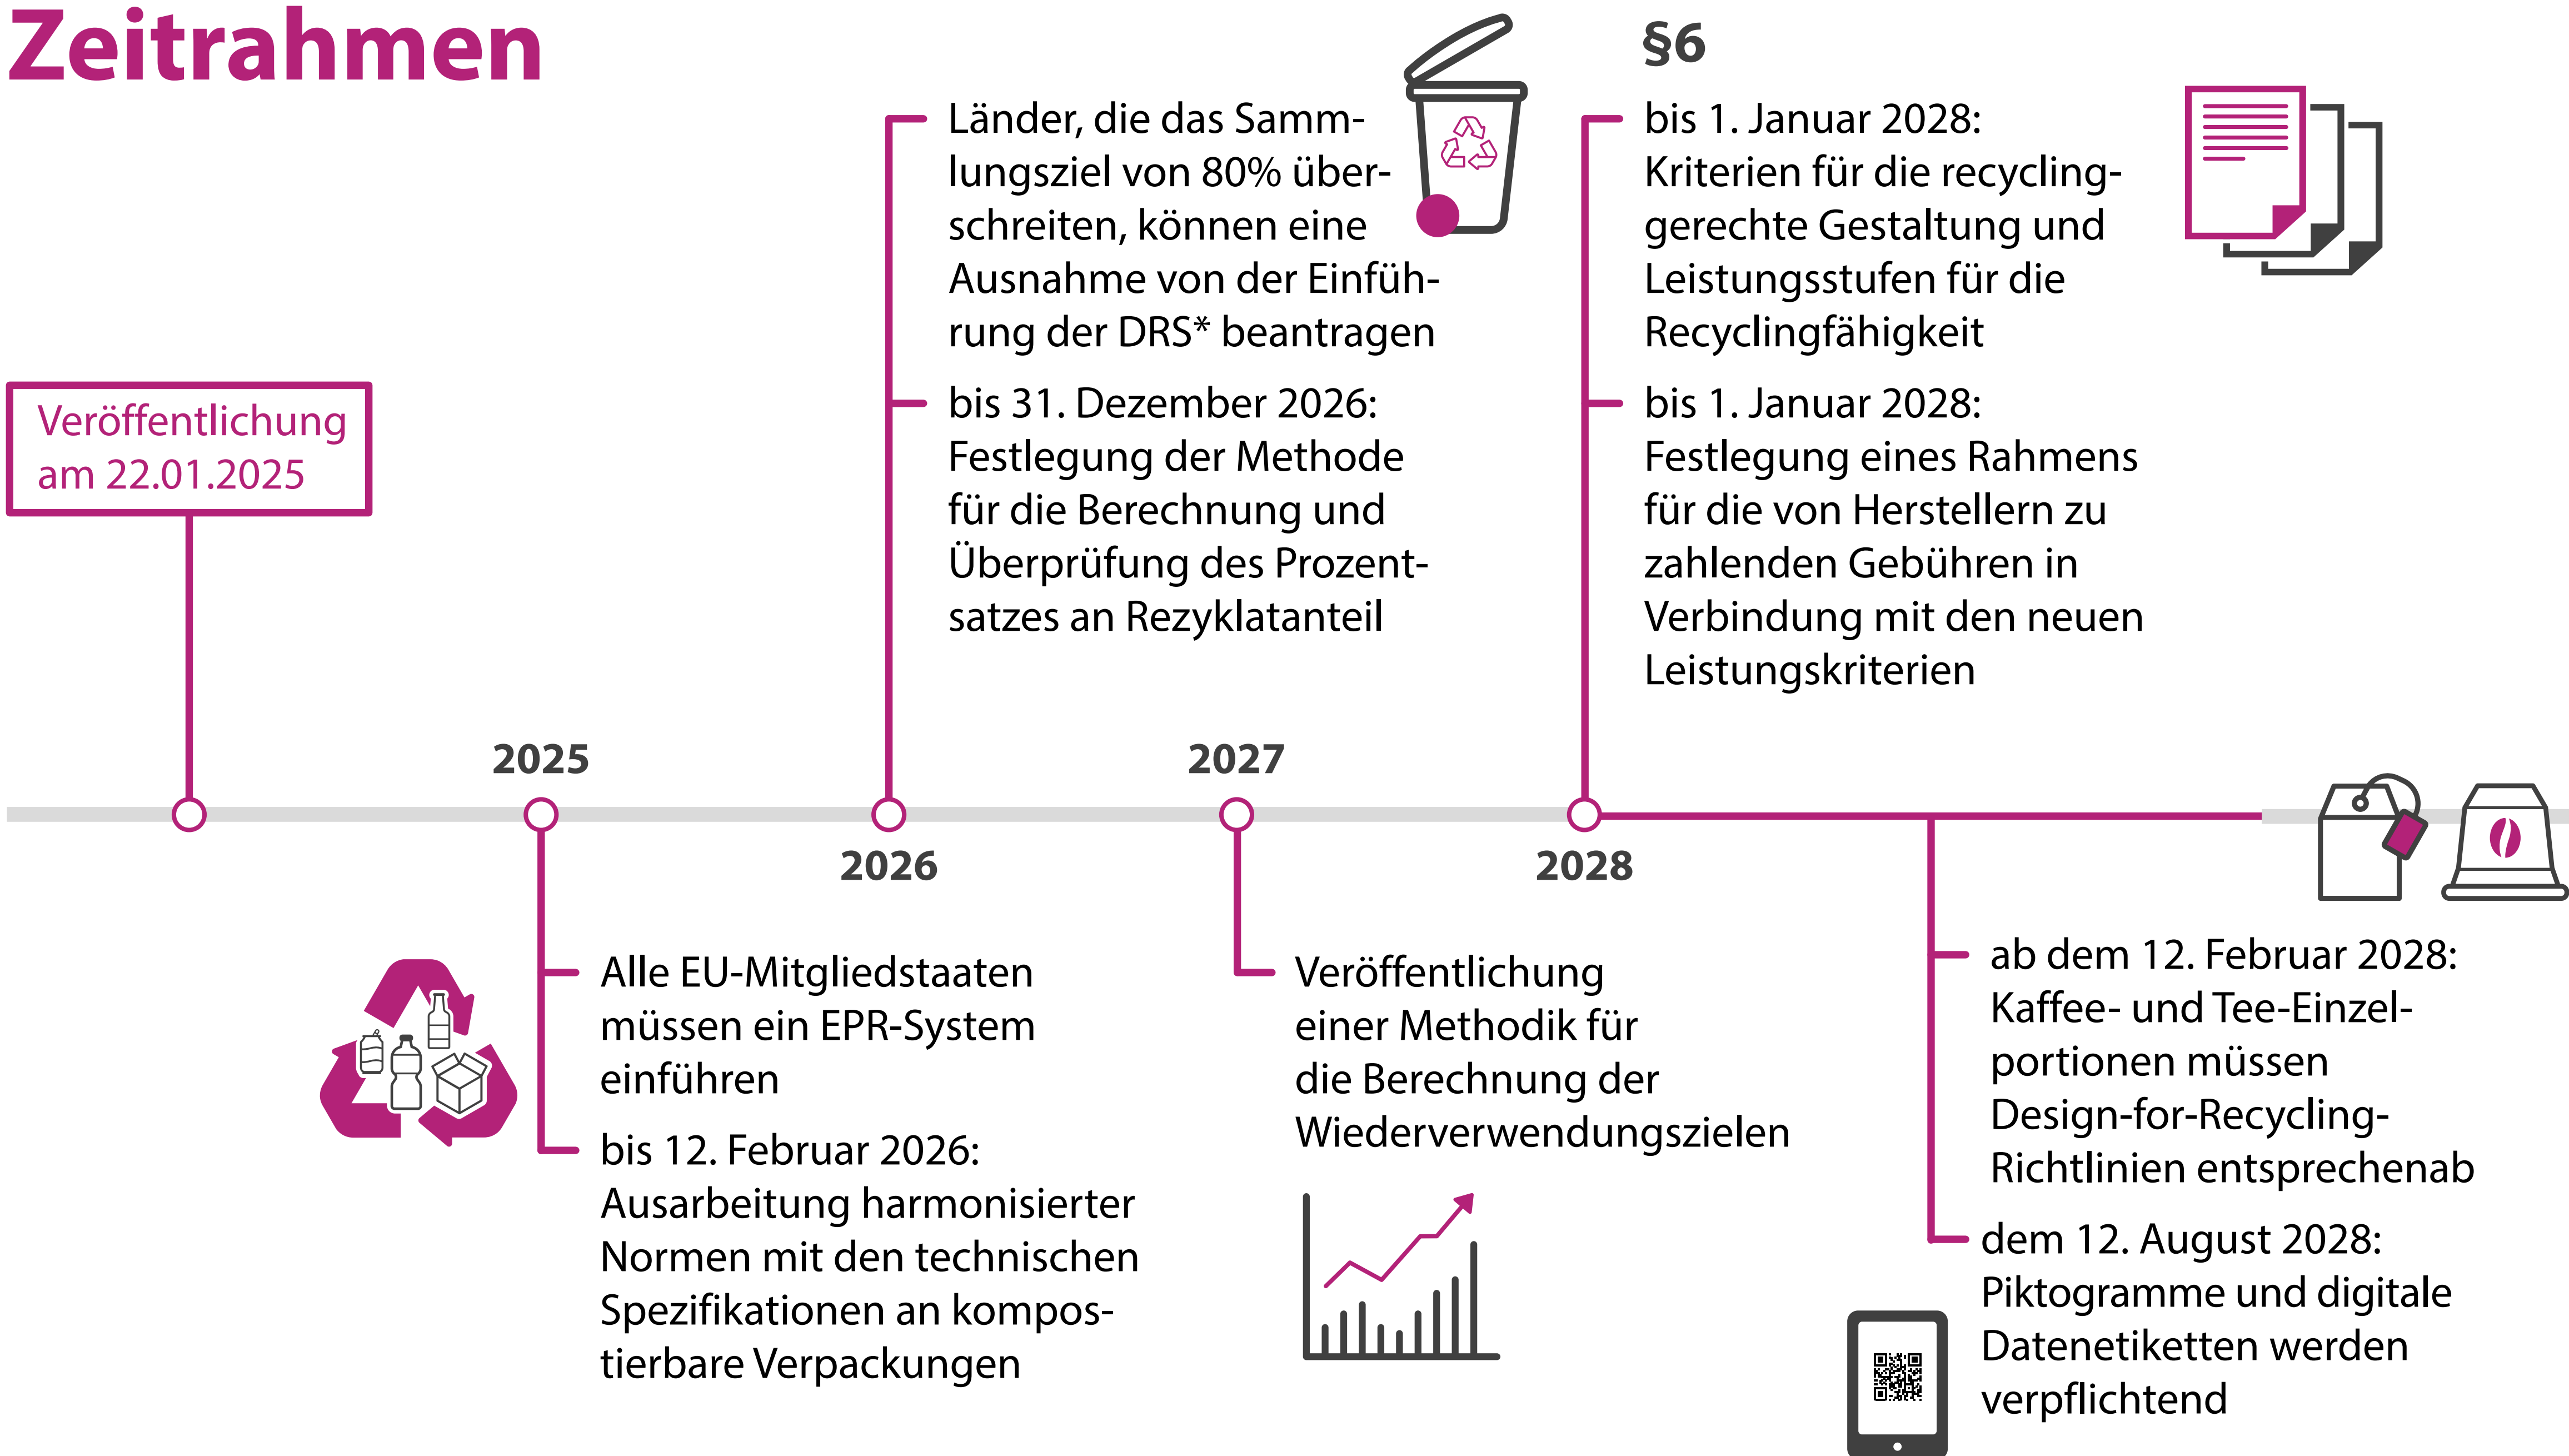 Zeitrahmen
Veröffentlichung
am 22.01.2025
2025
Alle EU-Mitgliedstaaten
müssen ein EPR-System
einführen
bis 12. Februar 2026:
Ausarbeitung harmonisierter
Normen mit den technischen
Spezifikationen an kompos-
tierbare Verpackungen
Länder, die das Samm-
lungsziel von 80% über-
schreiten, können eine
Ausnahme von der Einfüh-
rung der DRS* beantragen
bis 31. Dezember 2026:
Festlegung der Methode
für die Berechnung und
Überprüfung des Prozent-
satzes an Rezyklatanteil
2026
2027
Veröffentlichung
einer Methodik für
die Berechnung der
Wiederverwendungszielen
§6
bis 1. Januar 2028:
Kriterien für die recycling-
gerechte Gestaltung und
Leistungsstufen für die
Recyclingfähigkeit
bis 1. Januar 2028:
Festlegung eines Rahmens
für die von Herstellern zu
zahlenden Gebühren in
Verbindung mit den neuen
Leistungskriterien
2028
ab dem 12. Februar 2028:
Kaffee- und Tee-Einzel-
portionen müssen
Design-for-Recycling-
Richtlinien entsprechenab
dem 12. August 2028:
Piktogramme und digitale
Datenetiketten werden
verpflichtend